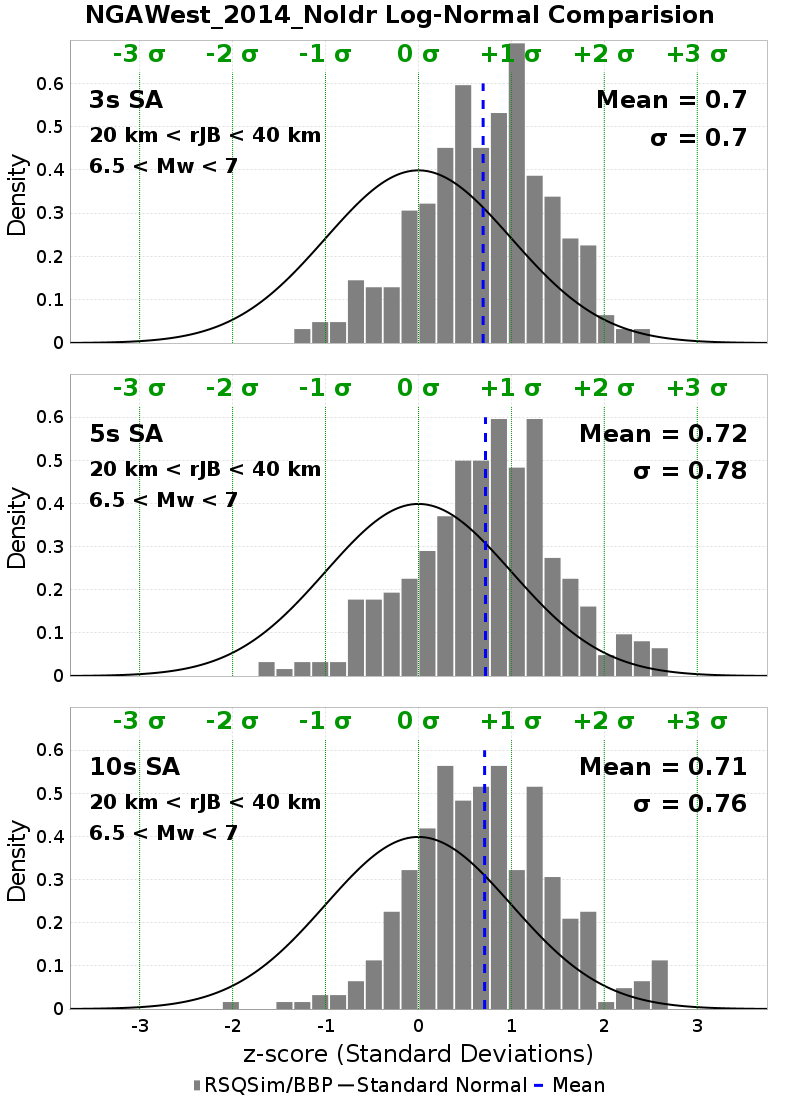 NGAWest_2014_NoIdr Log-Normal Comparision
-3 σ -2 σ -1 σ 0 σ +1 σ +2 σ +3 σ
3s SA
20 km < rJB < 40 km
6.5 < Mw < 7
Mean = 0.7
σ = 0.7
Density
0.6
0.5
0.4
0.3
0.2
0.1
0
-3 σ -2 σ -1 σ 0 σ +1 σ +2 σ +3 σ
5s SA
20 km < rJB < 40 km
6.5 < Mw < 7
Mean = 0.72
σ = 0.78
Density
0.6
0.5
0.4
0.3
0.2
0.1
0
-3 σ -2 σ -1 σ 0 σ +1 σ +2 σ +3 σ
10s SA
20 km < rJB < 40 km
6.5 < Mw < 7
Mean = 0.71
σ = 0.76
Density
0.6
0.5
0.4
0.3
0.2
0.1
0
-3 -2 -1 0 1 2 3
z-score (Standard Deviations)
RSQSim/BBP Standard Normal Mean